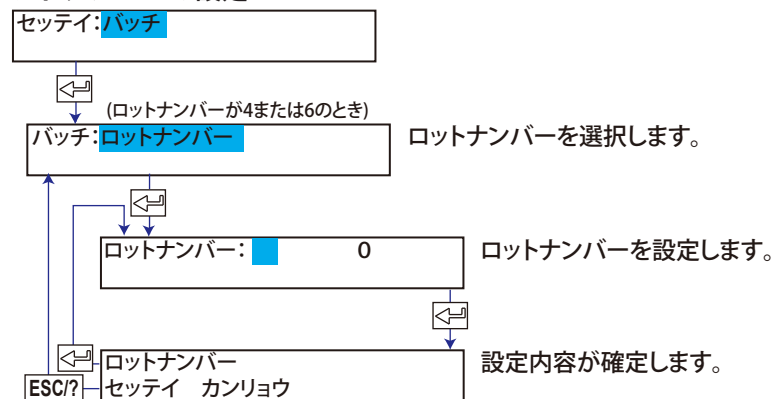 セッテイ:バッチ
(ロットナンバーが4または6のとき)
バッチ:ロットナンバー
ロットナンバーを選択します。
ロットナンバー: 0
ロットナンバーを設定します。
ロットナンバー
セッテイ カンリョウ
設定内容が確定します。
ESC/?